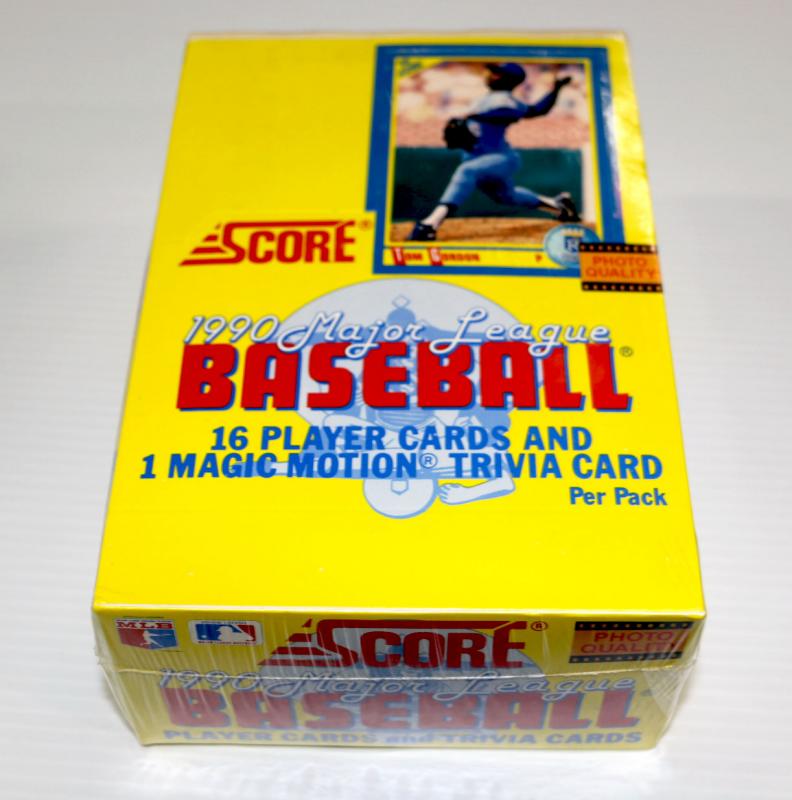 Tom Gordon P
SCORE®
PHOTO
QUALITY
1990 Major League
BASEBALL®
16 PLAYER CARDS AND
1 MAGIC MOTION® TRIVIA CARD
Per Pack
MLB
SCORE®
PHOTO
QUALITY
1990 Major League
BASEBALL
PLAYER CARDS and TRIVIA CARDS